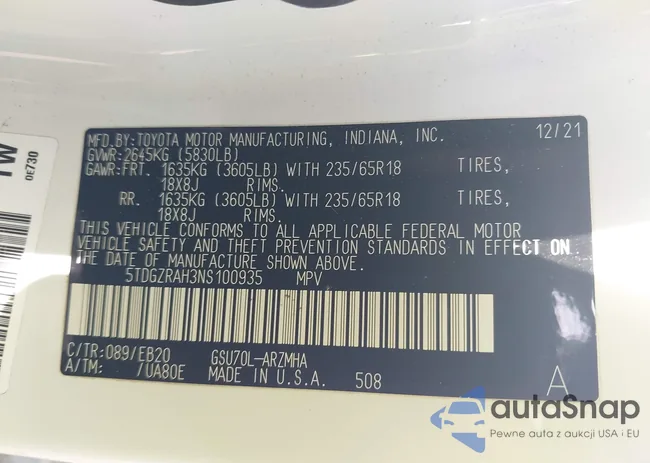 MFD.BY:TOYOTA MOTOR MANUFACTURING, INDIANA, INC. 12/21
GVWR:2645KG (5830LB)
GAWR:FRT. 1635KG (3605LB) WITH 235/65R18 TIRES,
18X8J RIMS.
RR. 1635KG (3605LB) WITH 235/65R18 TIRES,
18X8J RIMS.
THIS VEHICLE CONFORMS TO ALL APPLICABLE FEDERAL MOTOR
VEHICLE SAFETY AND THEFT PREVENTION STANDARDS IN EFFECT ON
THE DATE OF MANUFACTURE SHOWN ABOVE.
5TDGZRAH3NS100935 MPV
C/TR:089/EB20 GSU70L-ARZMHA
A/TM: /UA80E MADE IN U.S.A. 508 A
0E730
autaSnap
Pewne auta z aukcji USA i EU